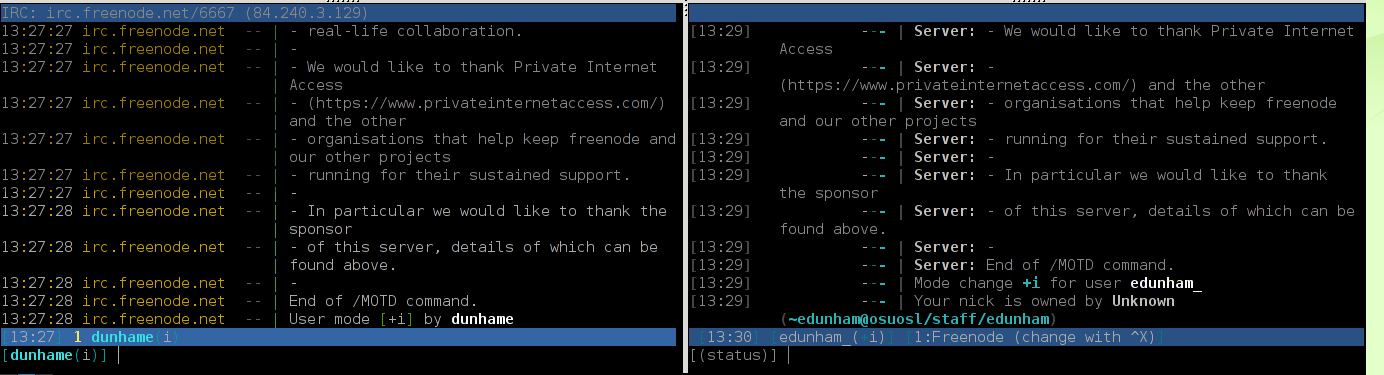 IRC: irc.freenode.net/6667 (84.240.3.129)
13:27:27 irc.freenode.net -- | - real-life collaboration.
13:27:27 irc.freenode.net -- | -
13:27:27 irc.freenode.net -- | - We would like to thank Private Internet
| Access
13:27:27 irc.freenode.net -- | - (https://www.privateinternetaccess.com/)
| and the other
13:27:27 irc.freenode.net -- | - organisations that help keep freenode and
| our other projects
13:27:27 irc.freenode.net -- | - running for their sustained support.
13:27:27 irc.freenode.net -- | -
13:27:28 irc.freenode.net -- | - In particular we would like to thank the
| sponsor
13:27:28 irc.freenode.net -- | - of this server, details of which can be
| found above.
13:27:28 irc.freenode.net -- | -
13:27:28 irc.freenode.net -- | End of /MOTD command.
13:27:28 irc.freenode.net -- | User mode [+i] by dunhame
[13:27] 1 dunhame(i)
[dunhame(i)]
[13:29] --- | Server: - We would like to thank Private Internet
Access
[13:29] --- | Server: -
(https://www.privateinternetaccess.com/) and the other
[13:29] --- | Server: - organisations that help keep freenode
and our other projects
[13:29] --- | Server: - running for their sustained support.
[13:29] --- | Server: -
[13:29] --- | Server: - In particular we would like to thank
the sponsor
[13:29] --- | Server: - of this server, details of which can be
found above.
[13:29] --- | Server: -
[13:29] --- | Server: End of /MOTD command.
[13:29] --- | Mode change +i for user edunham_
[13:29] --- | Your nick is owned by Unknown
(~edunham@osuosl/staff/edunham)
[13:30] [edunham_(+i)] [1:Freenode (change with ^X)]
[(status)]